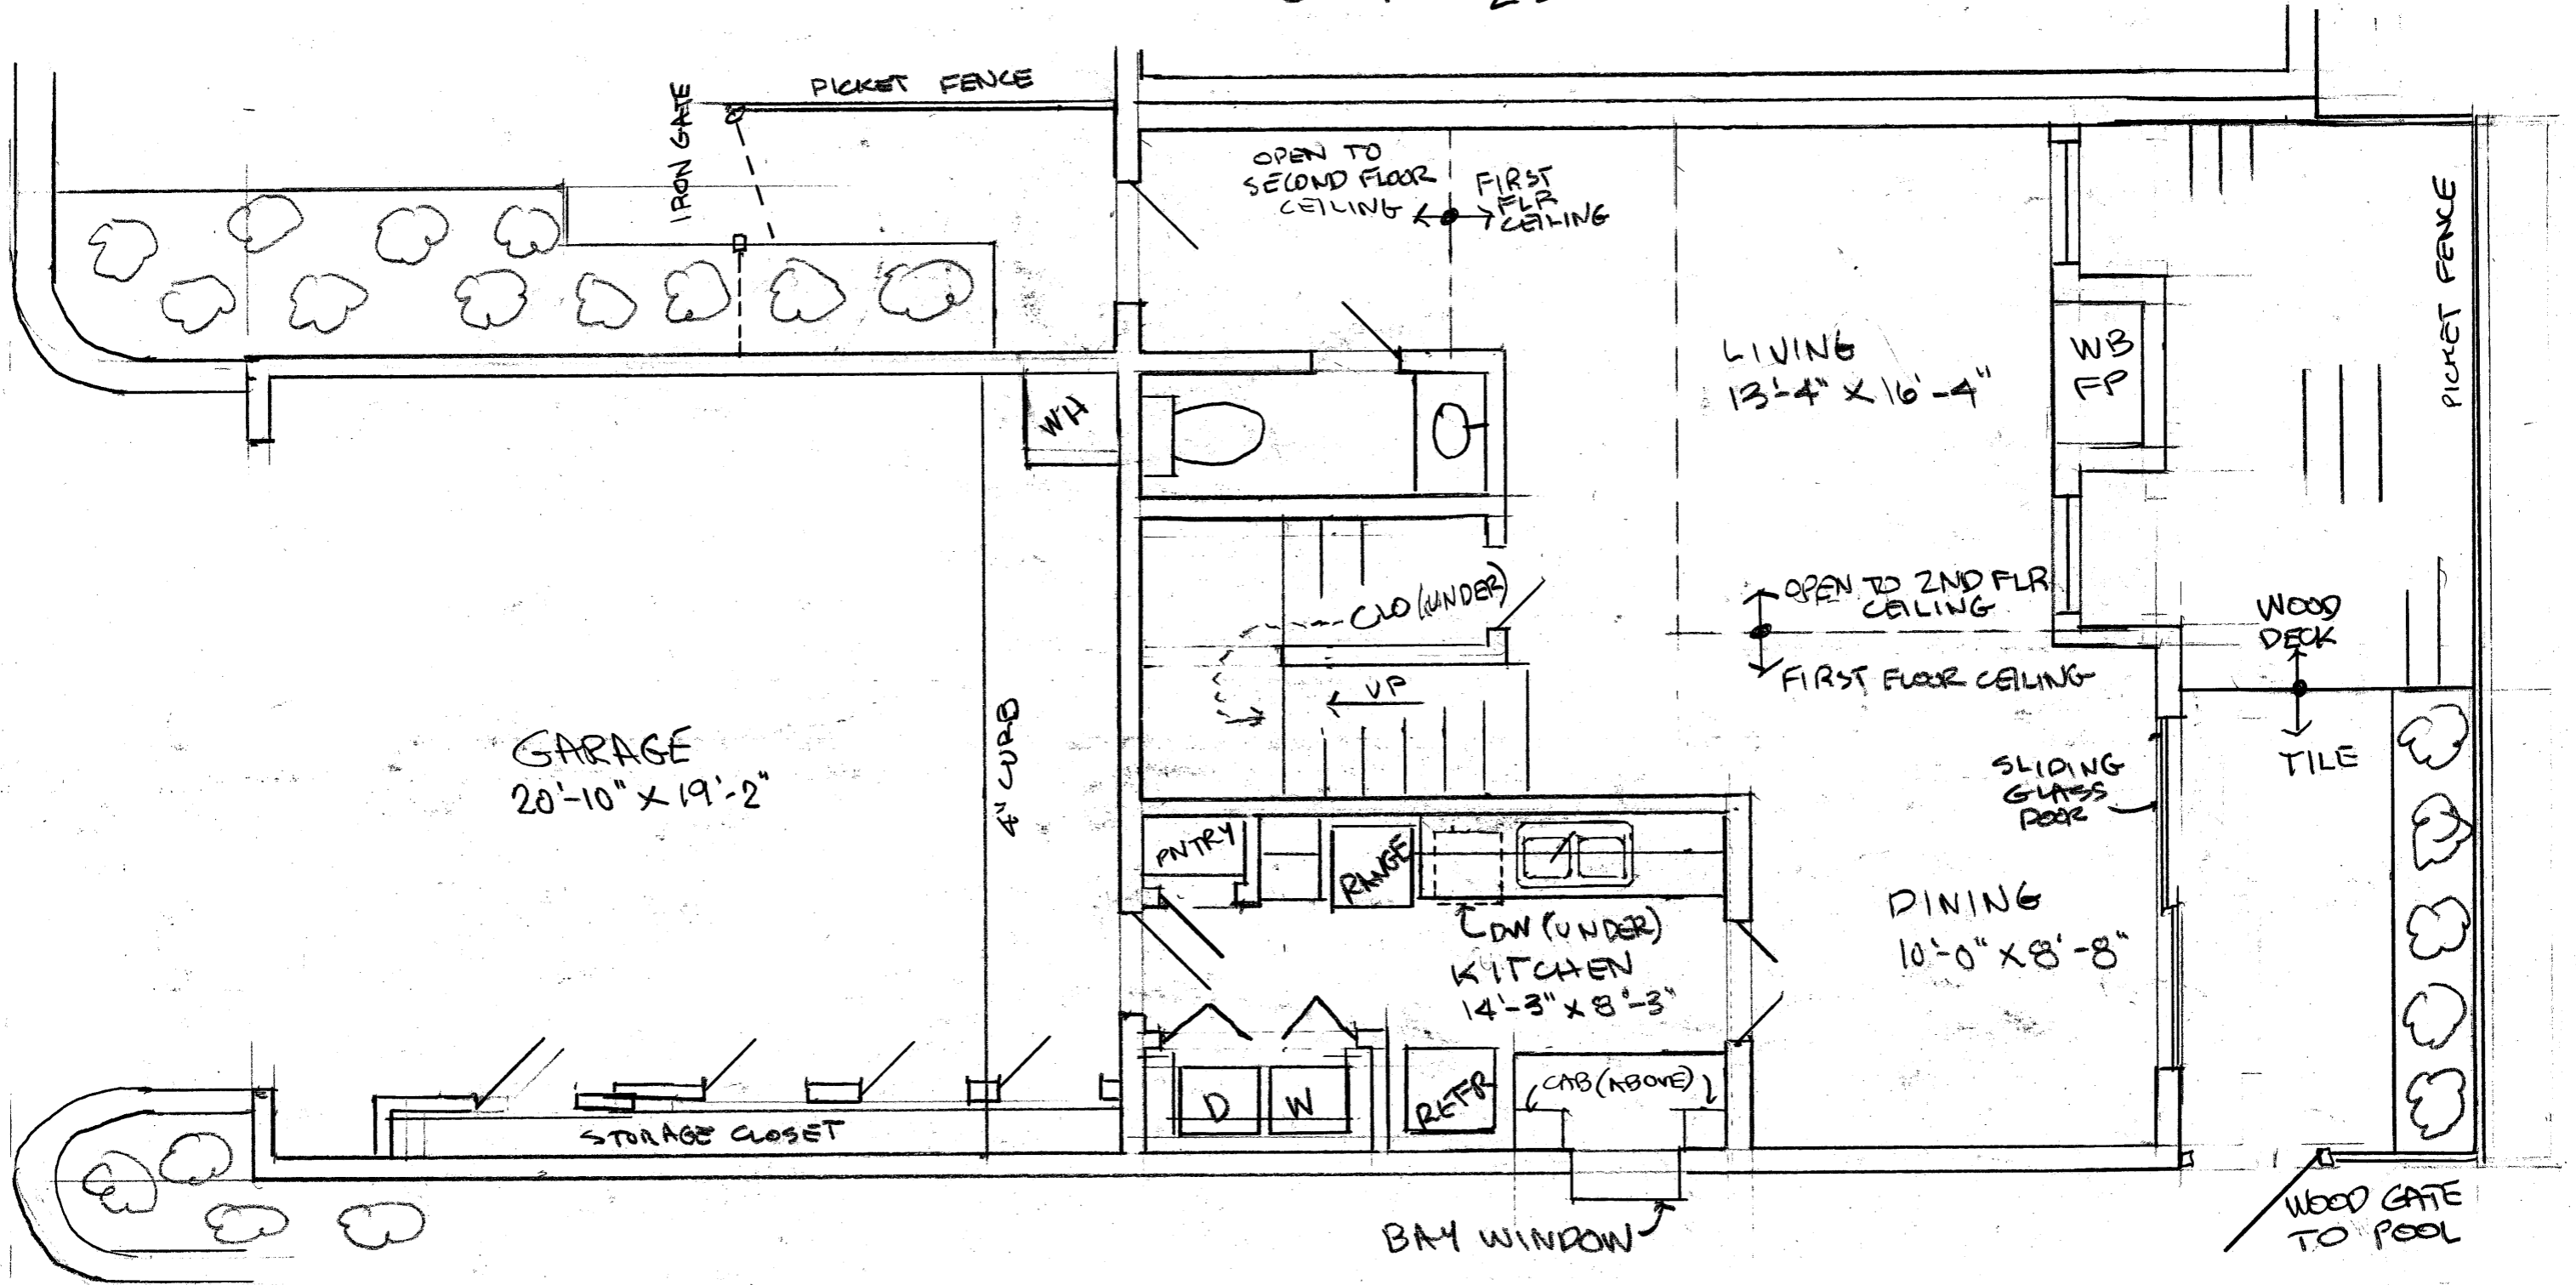 PICKET FENCE
IRON GATE
OPEN TO
SECOND FLOOR
CEILING
FIRST
FLR
CEILING
PICKET FENCE
LIVING
13'-4" X 16'-4"
WB
FP
WH
CLO (UNDER)
OPEN TO 2ND FLR
CEILING
FIRST FLOOR CEILING
WOOD
DECK
TILE
UP
GARAGE
20'-10" X 19'-2"
4" CURB
SLIDING
GLASS
DOOR
PNTRY
RANGE
DW (UNDER)
KITCHEN
14'-3" X 8'-3"
DINING
10'-0" X 8'-8"
D
W
REFR
CAB (ABOVE)
STORAGE CLOSET
BAY WINDOW
WOOD GATE
TO POOL